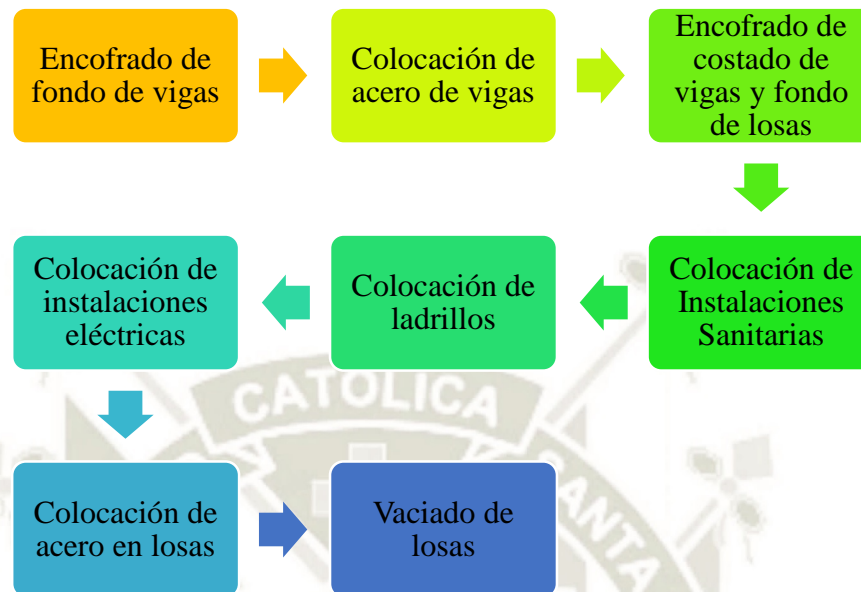 Encofrado de
fondo de vigas
Colocación de
acero de vigas
Encofrado de
costado de
vigas y fondo
de losas
Colocación de
Instalaciones
Sanitarias
Colocación de
ladrillos
Colocación de
instalaciones
eléctricas
Colocación de
acero en losas
Vaciado de
losas
CATOLICA
SANTA